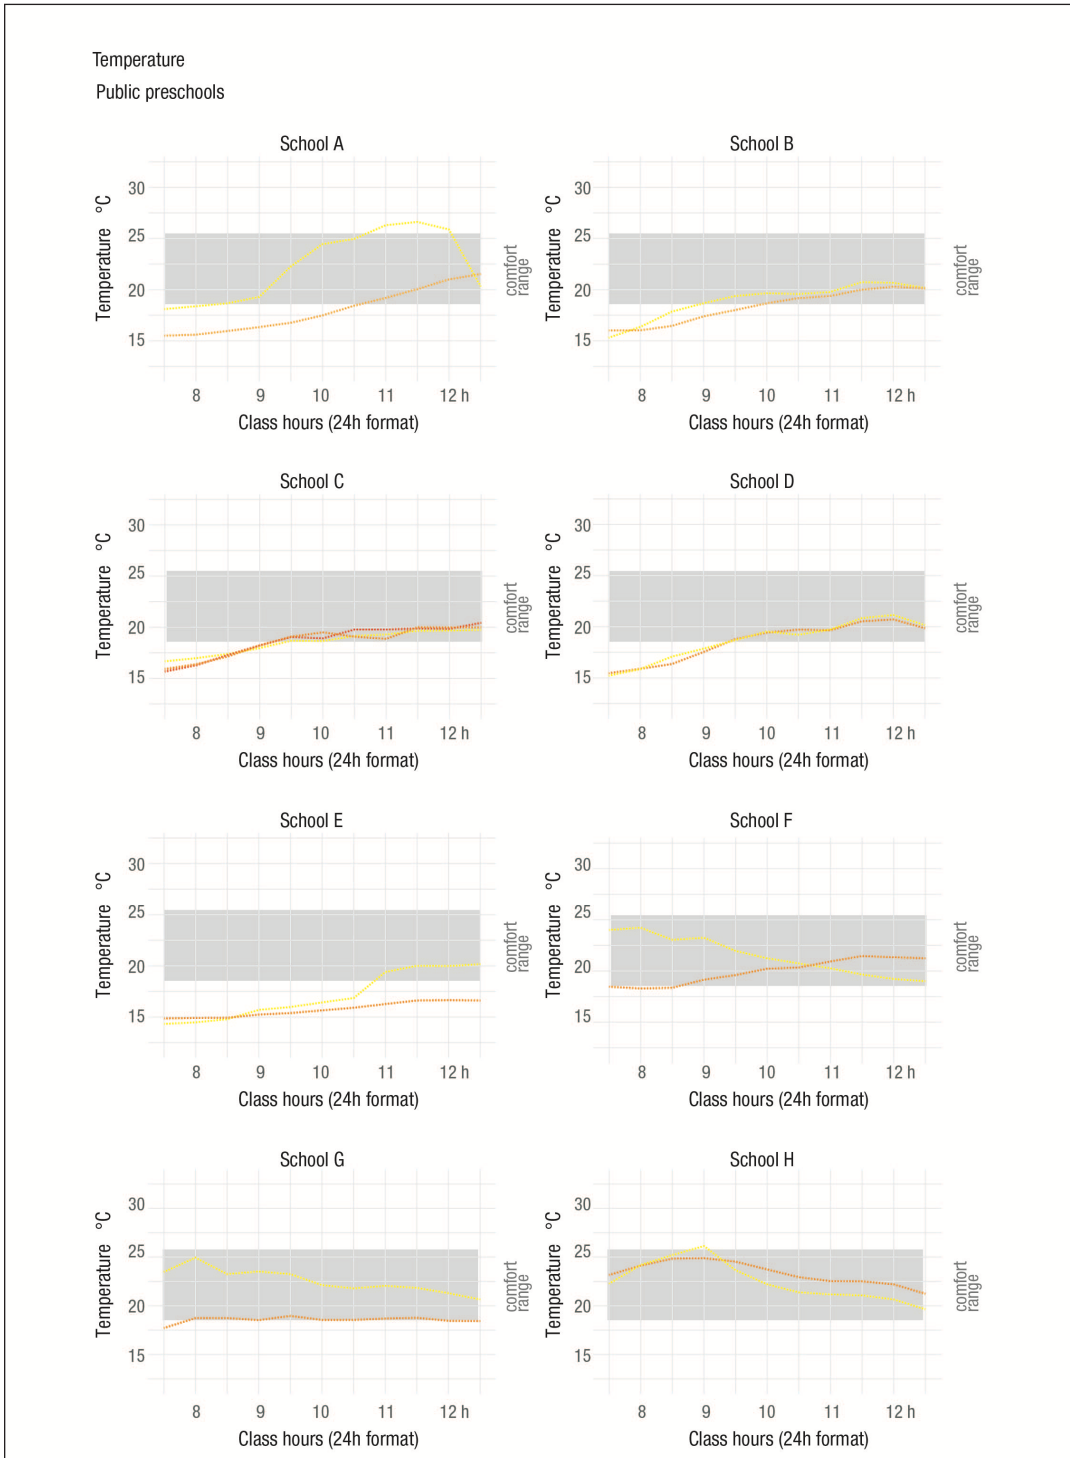 Temperature
Public preschools
School A
Temperature °C
30
25
20
15
comfort
range
8 9 10 11 12 h
Class hours (24h format)
School B
Temperature °C
30
25
20
15
comfort
range
8 9 10 11 12 h
Class hours (24h format)
School C
Temperature °C
30
25
20
15
comfort
range
8 9 10 11 12 h
Class hours (24h format)
School D
Temperature °C
30
25
20
15
comfort
range
8 9 10 11 12 h
Class hours (24h format)
School E
Temperature °C
30
25
20
15
comfort
range
8 9 10 11 12 h
Class hours (24h format)
School F
Temperature °C
30
25
20
15
comfort
range
8 9 10 11 12 h
Class hours (24h format)
School G
Temperature °C
30
25
20
15
comfort
range
8 9 10 11 12 h
Class hours (24h format)
School H
Temperature °C
30
25
20
15
comfort
range
8 9 10 11 12 h
Class hours (24h format)